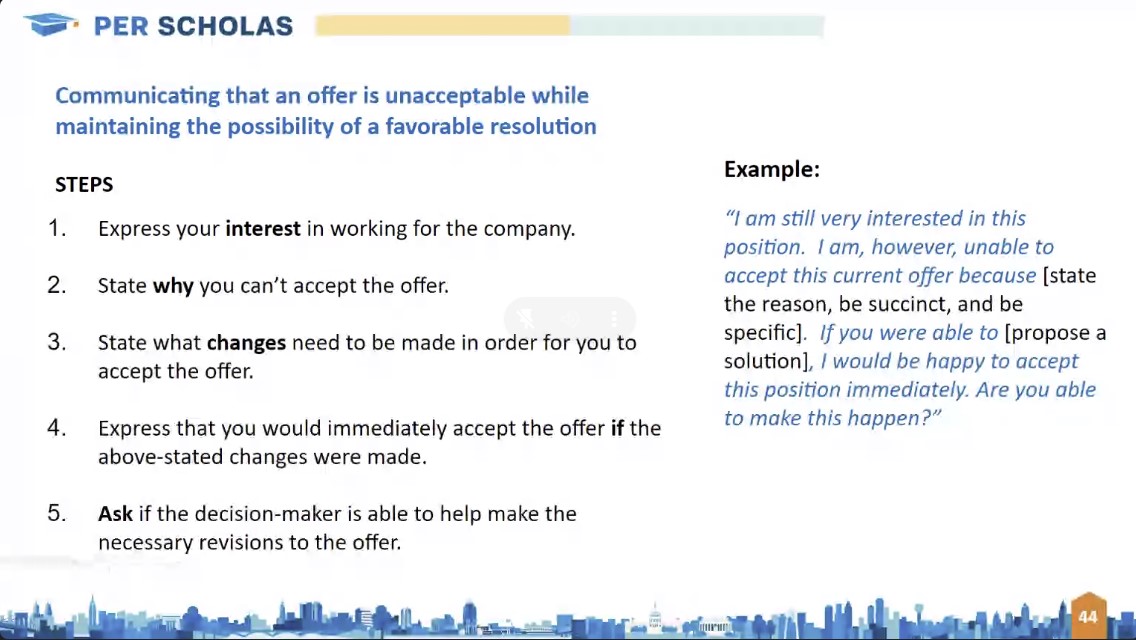 PER SCHOLAS
Communicating that an offer is unacceptable while
maintaining the possibility of a favorable resolution
STEPS
1. Express your interest in working for the company.
2. State why you can’t accept the offer.
3. State what changes need to be made in order for you to
accept the offer.
4. Express that you would immediately accept the offer if the
above-stated changes were made.
5. Ask if the decision-maker is able to help make the
necessary revisions to the offer.
Example:
“I am still very interested in this
position. I am, however, unable to
accept this current offer because [state
the reason, be succinct, and be
specific]. If you were able to [propose a
solution], I would be happy to accept
this position immediately. Are you able
to make this happen?”
44